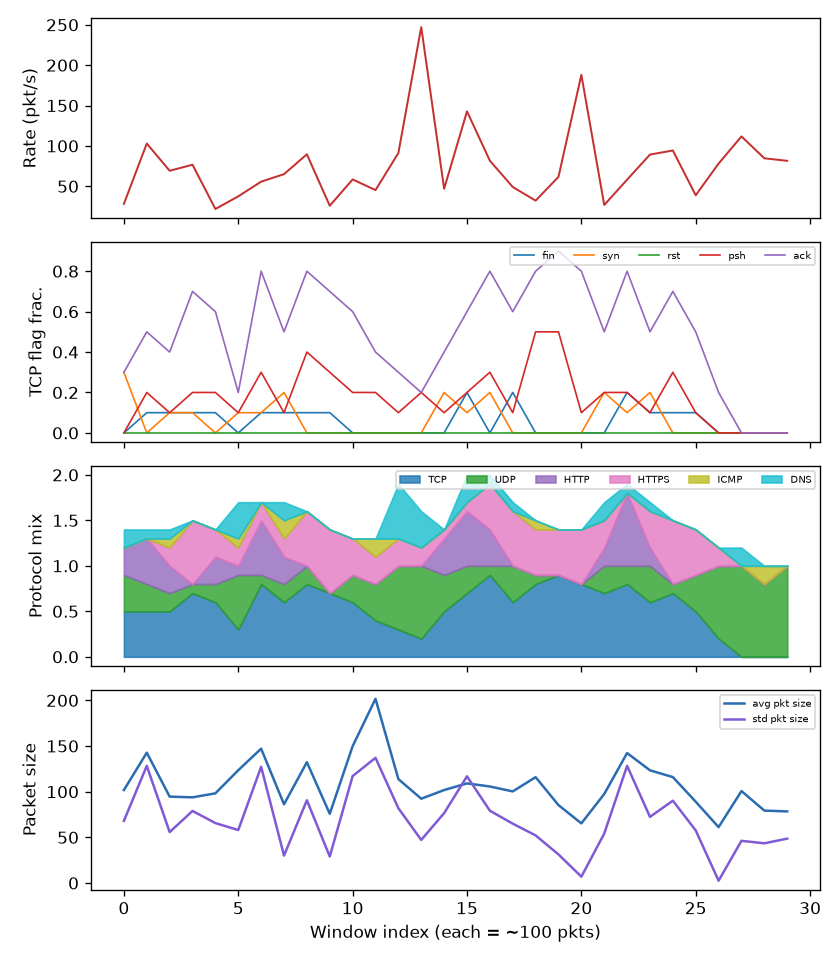 250
200
150
100
50
Rate (pkt/s)
fin syn rst psh ack
0.8
0.6
0.4
0.2
0.0
TCP flag frac.
TCP UDP HTTP HTTPS ICMP DNS
2.0
1.5
1.0
0.5
0.0
Protocol mix
avg pkt size
std pkt size
200
150
100
50
0
Packet size
0 5 10 15 20 25 30
Window index (each = ~100 pkts)